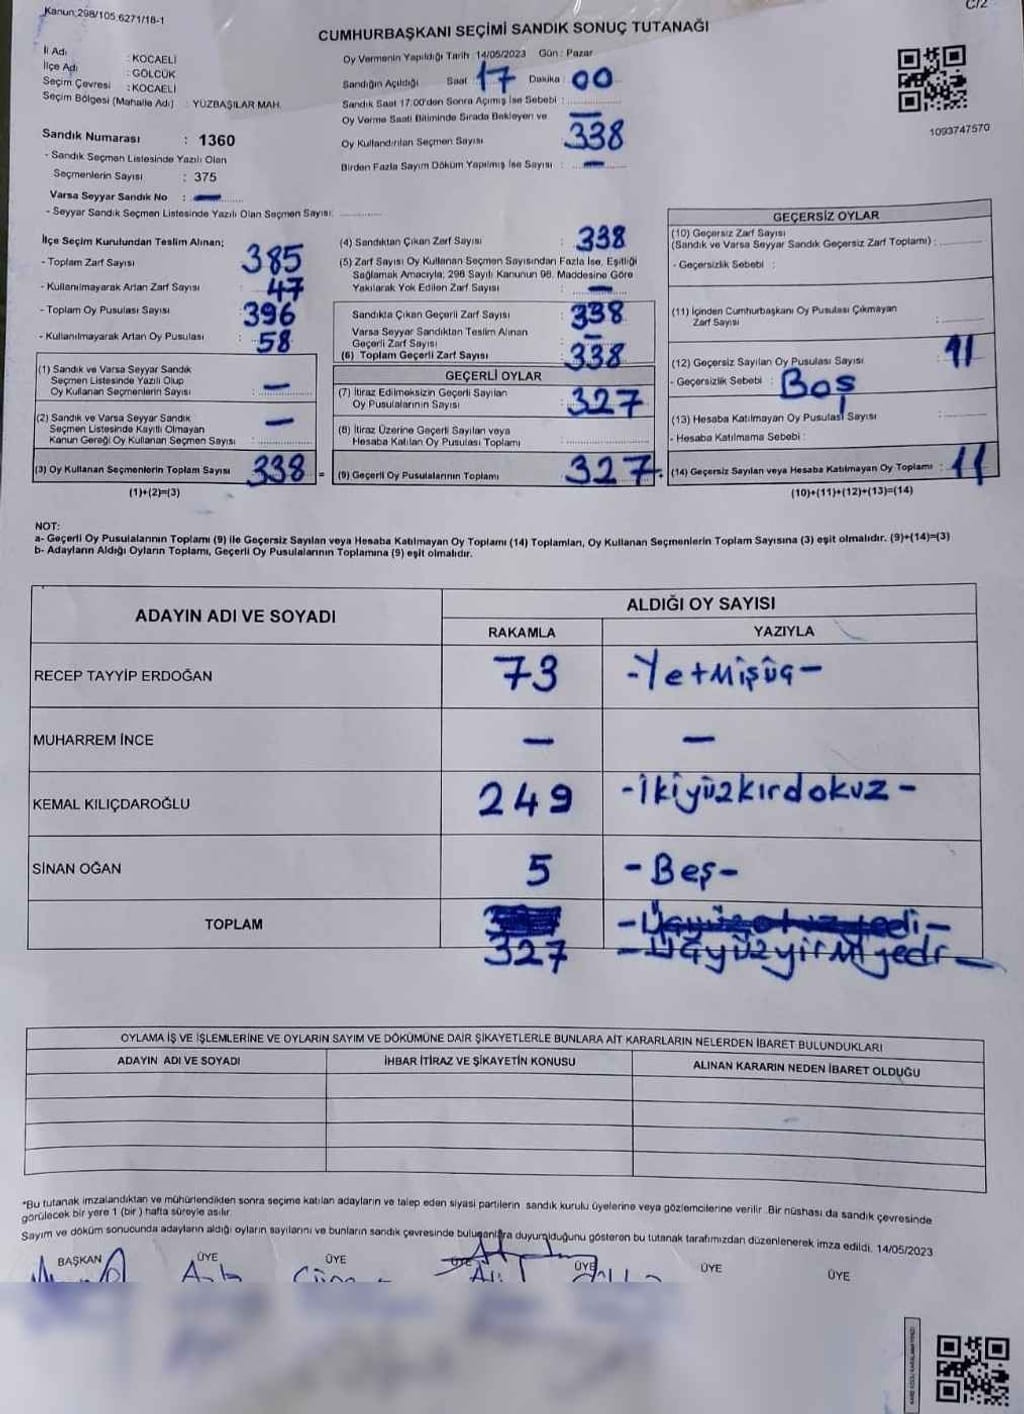 Kanun:298/105,6271/18-1
C/2
CUMHURBAŞKANI SEÇİMİ SANDIK SONUÇ TUTANAĞI
İl Adı : KOCAELİ
İlçe Adı : GÖLCÜK
Seçim Çevresi : KOCAELİ
Seçim Bölgesi (Mahalle Adı) : YÜZBAŞILAR MAH.
Oy Vermenin Yapıldığı Tarih :14/05/2023 Gün : Pazar
Sandığın Açıldığı Saat 17 Dakika : 00
Sandık Saat 17.00'den Sonra Açımış İse Sebebi :
Oy Verme Saati Bitiminde Sırada Bekleyen ve
Oy Kullandırılan Seçmen Sayısı 338
Birden Fazla Sayım Döküm Yapılmış İse Sayısı : —
1093747570
Sandık Numarası : 1360
- Sandık Seçmen Listesinde Yazılı Olan
Seçmenlerin Sayısı : 375
Varsa Seyyar Sandık No : —
- Seyyar Sandık Seçmen Listesinde Yazılı Olan Seçmen Sayısı:
İlçe Seçim Kurulundan Teslim Alınan;
- Toplam Zarf Sayısı 385
- Kullanılmayarak Artan Zarf Sayısı 47
- Toplam Oy Pusulası Sayısı 396
- Kullanılmayarak Artan Oy Pusulası : 58
(1) Sandık ve Varsa Seyyar Sandık
Seçmen Listesinde Yazılı Olup
Oy Kullanan Seçmenlerin Sayısı : —
(2) Sandık ve Varsa Seyyar Sandık
Seçmen Listesinde Kayıtlı Olmayan
Kanun Gereği Oy Kullanan Seçmen Sayısı : —
(3) Oy Kullanan Seçmenlerin Toplam Sayısı 338 =
(1)+(2)=(3)
(4) Sandıktan Çıkan Zarf Sayısı : 338
(5) Zarf Sayısı Oy Kullanan Seçmen Sayısından Fazla İse, Eşitliği
Sağlamak Amacıyla; 298 Sayılı Kanunun 98. Maddesine Göre
Yakılarak Yok Edilen Zarf Sayısı : —
Sandıkta Çıkan Geçerli Zarf Sayısı : 338
Varsa Seyyar Sandıktan Teslim Alınan
Geçerli Zarf Sayısı : —
(6) Toplam Geçerli Zarf Sayısı : 338
GEÇERLİ OYLAR
(7) İtiraz Edilmeksizin Geçerli Sayılan
Oy Pusulalarının Sayısı : 327
(8) İtiraz Üzerine Geçerli Sayılan veya
Hesaba Katılan Oy Pusulası Toplamı :
(9) Geçerli Oy Pusulalarının Toplamı 327 +
GEÇERSİZ OYLAR
(10) Geçersiz Zarf Sayısı
(Sandık ve Varsa Seyyar Sandık Geçersiz Zarf Toplamı) :
- Geçersizlik Sebebi :
(11) İçinden Cumhurbaşkanı Oy Pusulası Çıkmayan
Zarf Sayısı :
(12) Geçersiz Sayılan Oy Pusulası Sayısı : 11
- Geçersizlik Sebebi : Boş
(13) Hesaba Katılmayan Oy Pusulası Sayısı :
- Hesaba Katılmama Sebebi :
(14) Geçersiz Sayılan veya Hesaba Katılmayan Oy Toplamı : 11
(10)+(11)+(12)+(13)=(14)
NOT:
a- Geçerli Oy Pusulalarının Toplamı (9) ile Geçersiz Sayılan veya Hesaba Katılmayan Oy Toplamı (14) Toplamları, Oy Kullanan Seçmenlerin Toplam Sayısına (3) eşit olmalıdır. (9)+(14)=(3)
b- Adayların Aldığı Oyların Toplamı, Geçerli Oy Pusulalarının Toplamına (9) eşit olmalıdır.
ADAYIN ADI VE SOYADI
ALDIĞI OY SAYISI
RAKAMLA YAZIYLA
RECEP TAYYİP ERDOĞAN 73 -Yetmişüç-
MUHARREM İNCE — —
KEMAL KILIÇDAROĞLU 249 -İkiyüzkırdokuz-
SİNAN OĞAN 5 -Beş-
TOPLAM -Üçyüzotuzyedi-
327 -Üçyüzyirmiyedi-
OYLAMA İŞ VE İŞLEMLERİNE VE OYLARIN SAYIM VE DÖKÜMÜNE DAİR ŞİKAYETLERLE BUNLARA AİT KARARLARIN NELERDEN İBARET BULUNDUKLARI
ADAYIN ADI VE SOYADI İHBAR İTİRAZ VE ŞİKAYETİN KONUSU ALINAN KARARIN NEDEN İBARET OLDUĞU
*Bu tutanak imzalandıktan ve mühürlendikten sonra seçime katılan adayların ve talep eden siyasi partilerin sandık kurulu üyelerine veya gözlemcilerine verilir .Bir nüshası da sandık çevresinde
görülecek bir yere 1 (bir ) hafta süreyle asılır.
Sayım ve döküm sonucunda adayların aldığı oyların sayılarını ve bunların sandık çevresinde bulunanlara duyurulduğunu gösteren bu tutanak tarafımızdan düzenlenerek imza edildi. 14/05/2023
BAŞKAN ÜYE ÜYE ÜYE ÜYE ÜYE ÜYE